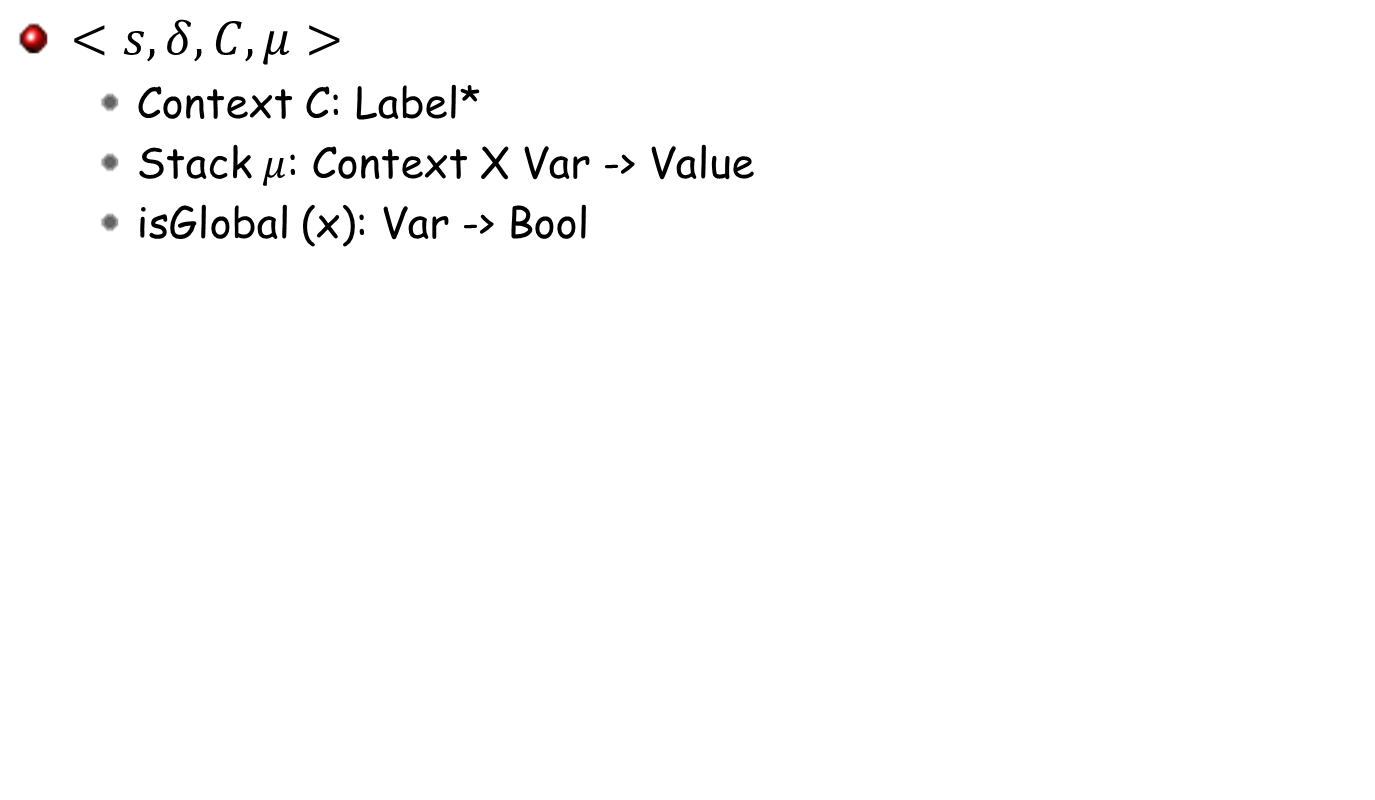 < s, δ, C, μ >
Context C: Label*
Stack μ: Context X Var -> Value
isGlobal (x): Var -> Bool